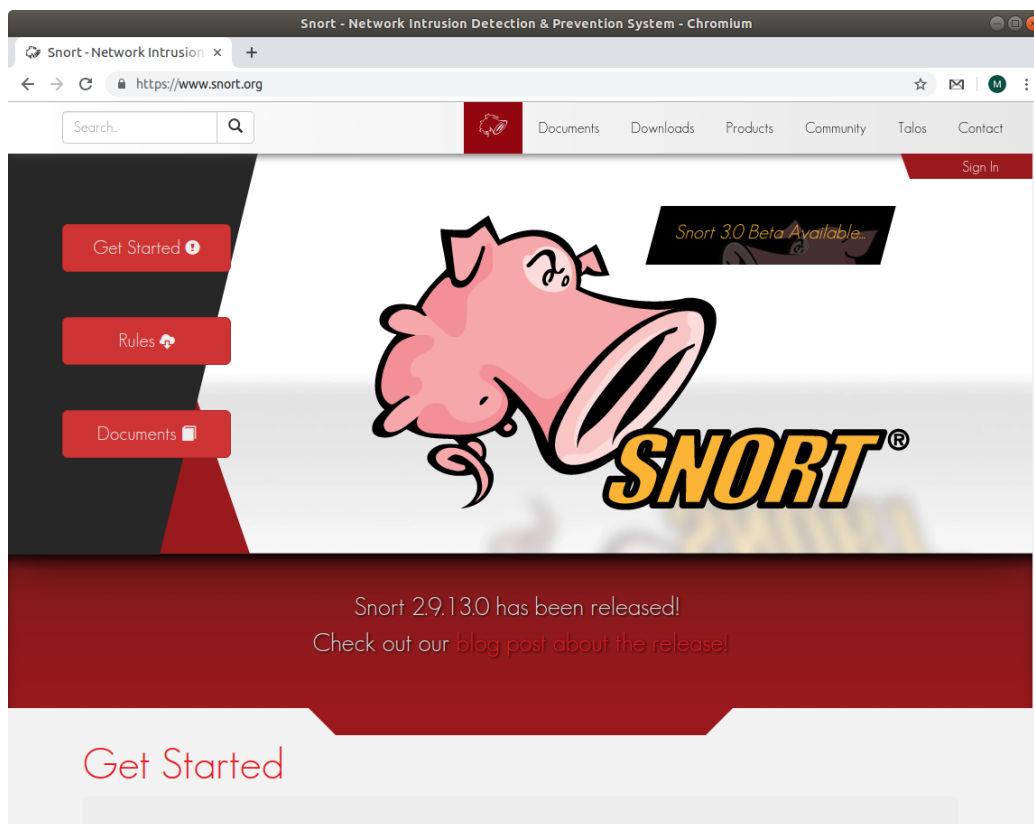 Snort - Network Intrusion Detection & Prevention System - Chromium
Snort - Network Intrusion
https://www.snort.org
M
Search..
Documents Downloads Products Community Talos Contact
Sign In
Get Started
Snort 3.0 Beta Available...
Rules
Documents
SNORT®
Snort 2.9.13.0 has been released!
Check out our blog post about the release!
Get Started